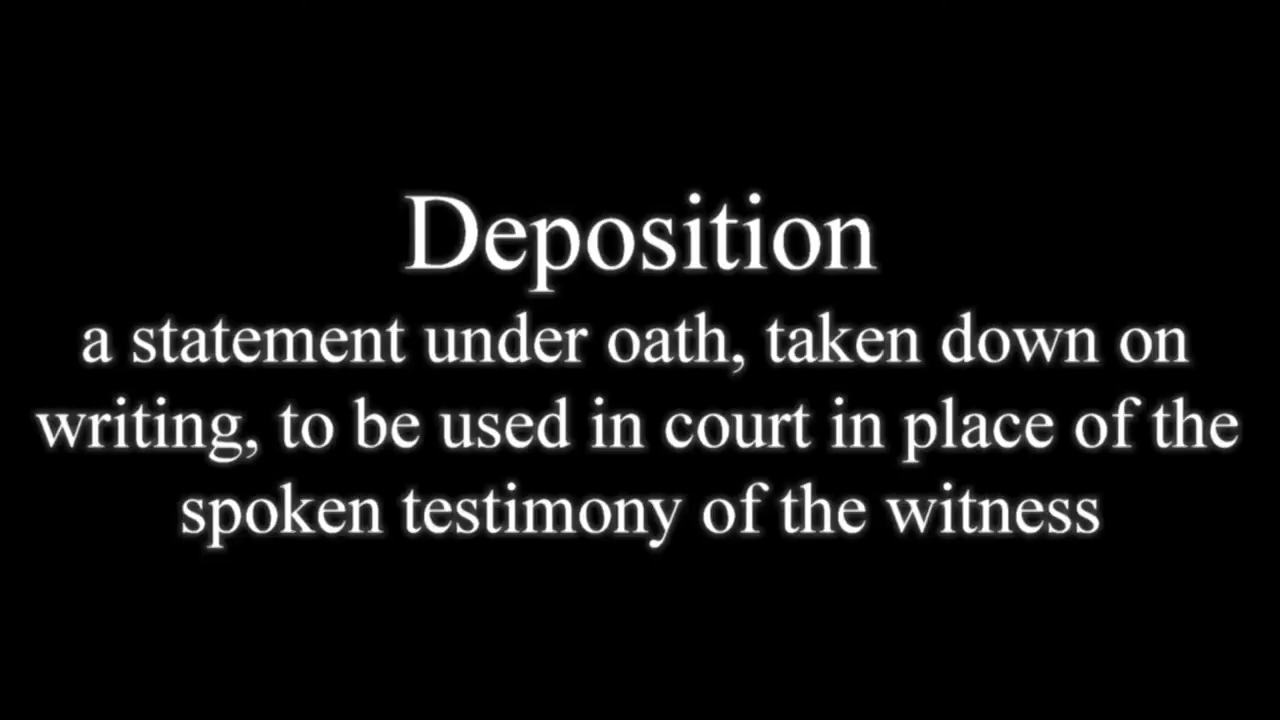 Deposition
a statement under oath, taken down on
writing, to be used in court in place of the
spoken testimony of the witness